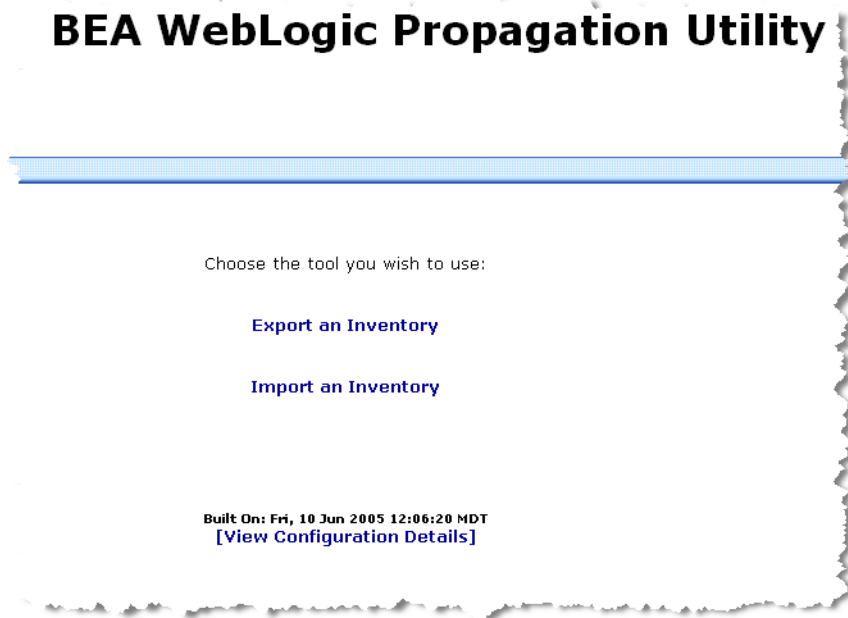 BEA WebLogic Propagation Utility
Choose the tool you wish to use:
Export an Inventory
Import an Inventory
Built On: Fri, 10 Jun 2005 12:06:20 MDT
[View Configuration Details]